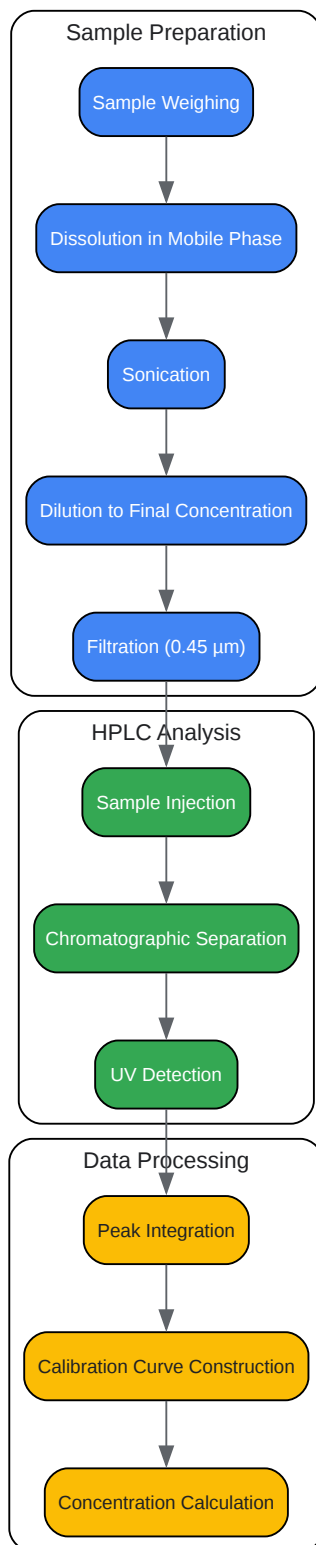 Sample Preparation
Sample Weighing
Dissolution in Mobile Phase
Sonication
Dilution to Final Concentration
Filtration (0.45 µm)
HPLC Analysis
Sample Injection
Chromatographic Separation
UV Detection
Data Processing
Peak Integration
Calibration Curve Construction
Concentration Calculation